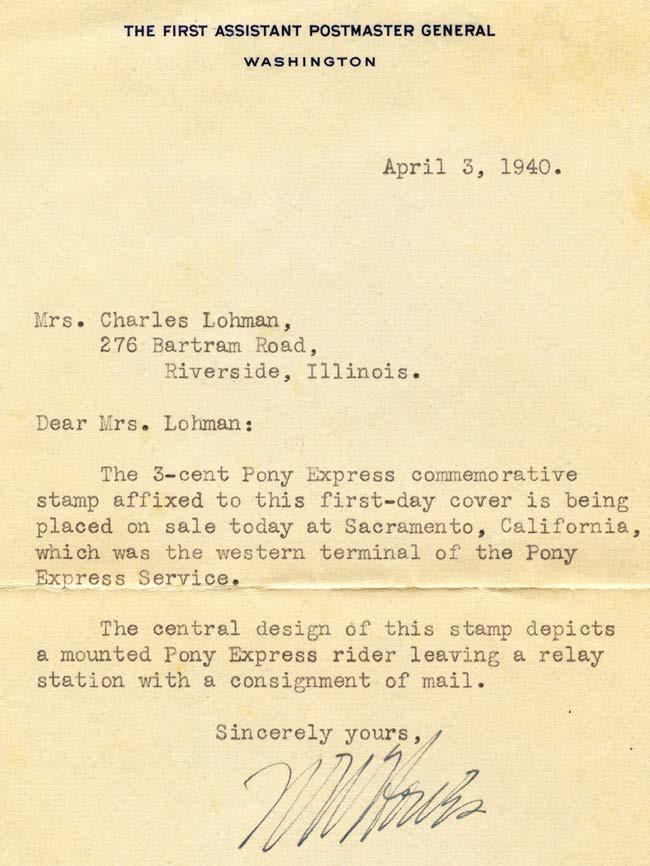 THE FIRST ASSISTANT POSTMASTER GENERAL
WASHINGTON
April 3, 1940.
Mrs. Charles Lohman,
276 Bartram Road,
Riverside, Illinois.
Dear Mrs. Lohman:
The 3-cent Pony Express commemorative
stamp affixed to this first-day cover is being
placed on sale today at Sacramento, California,
which was the western terminal of the Pony
Express Service.
The central design of this stamp depicts
a mounted Pony Express rider leaving a relay
station with a consignment of mail.
Sincerely yours,